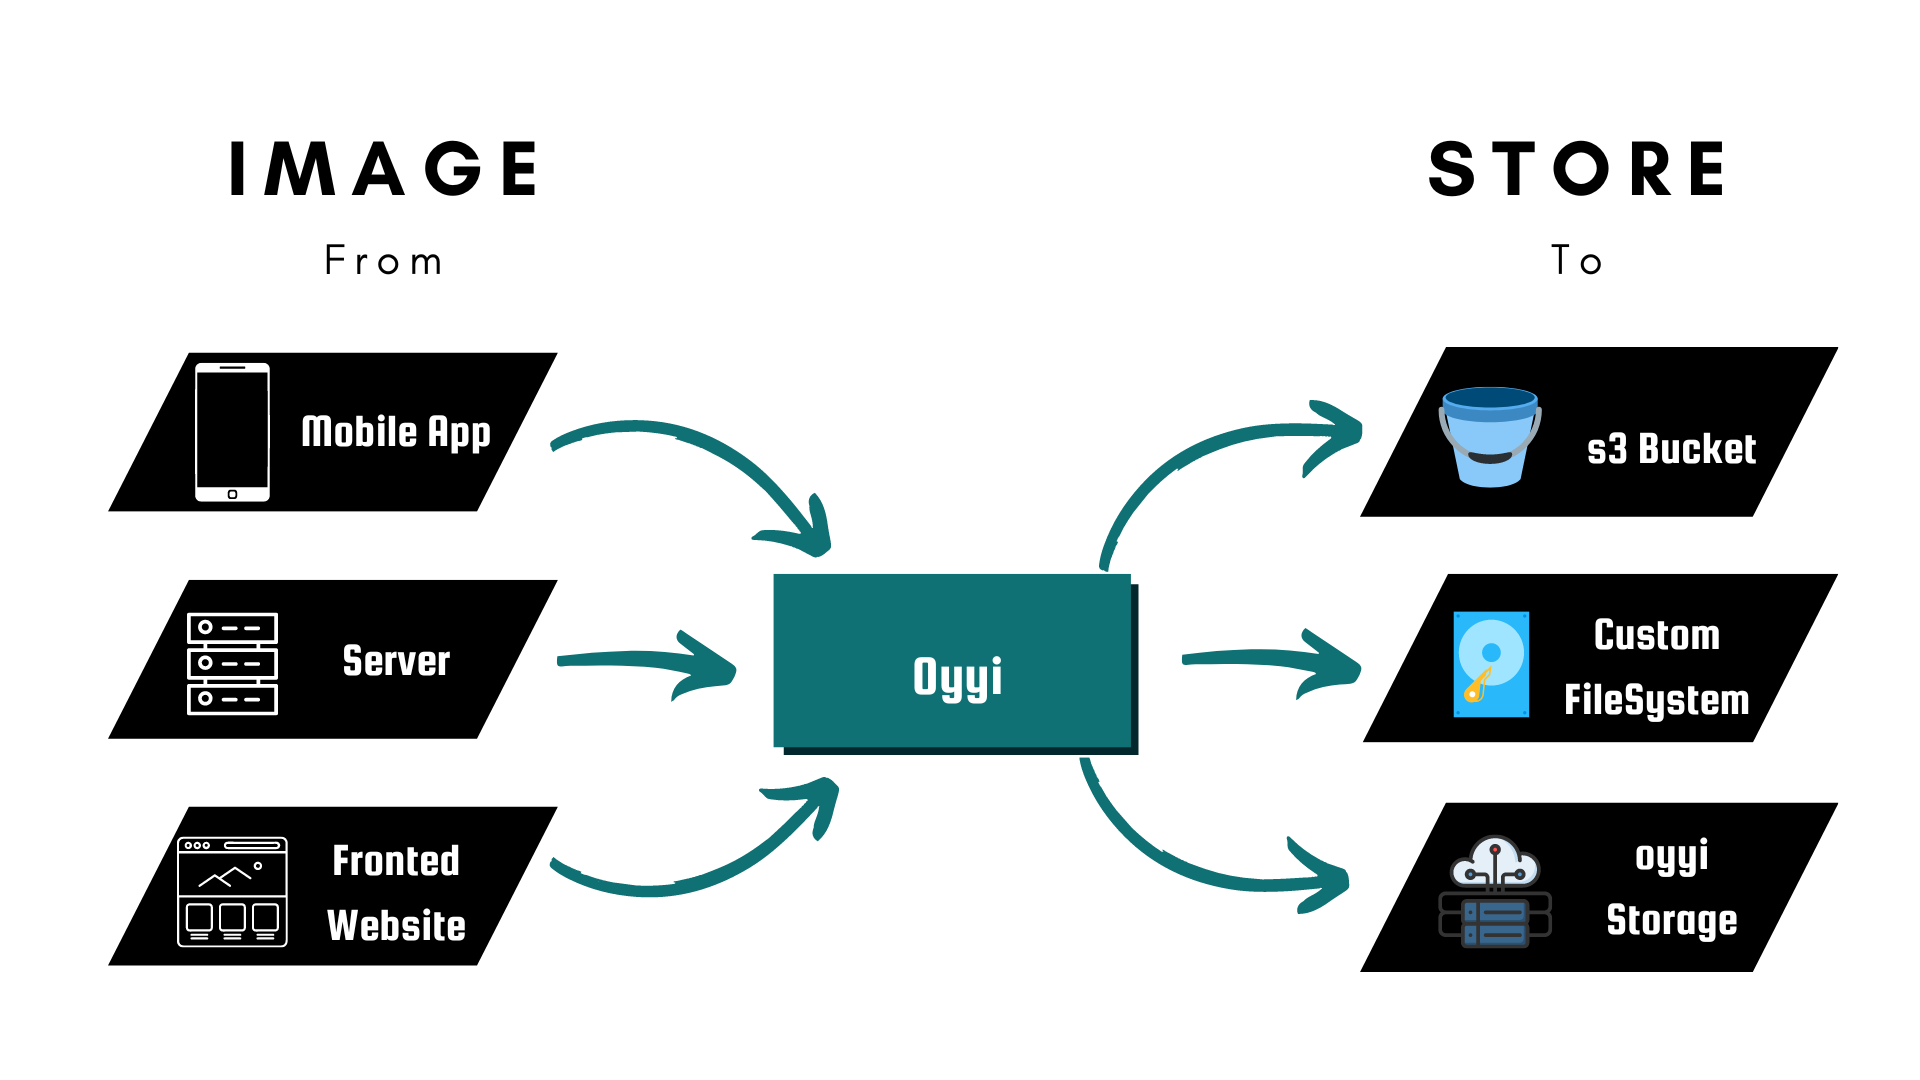 IMAGE
From
STORE
To
Mobile App
Server
Fronted
Website
Oyyi
s3 Bucket
Custom
FileSystem
oyyi
Storage